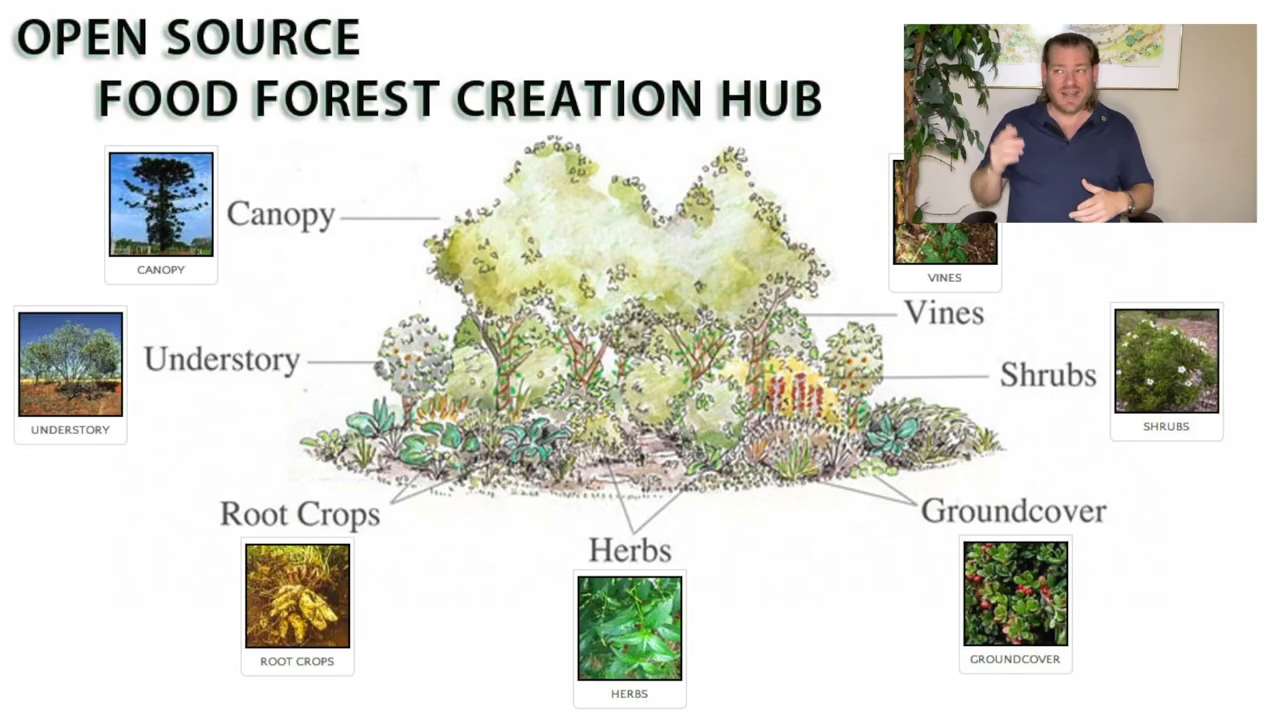 OPEN SOURCE
FOOD FOREST CREATION HUB
CANOPY
Canopy
VINES
Vines
UNDERSTORY
Understory
Shrubs
SHRUBS
Root Crops
ROOT CROPS
Herbs
HERBS
Groundcover
GROUNDCOVER